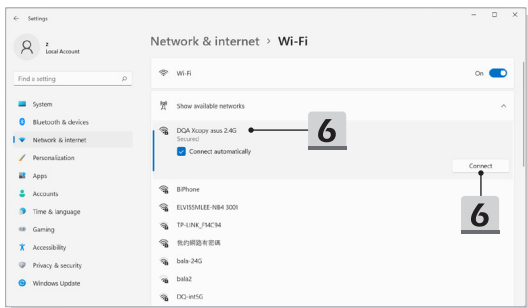 Settings
z
Local Account
Find a setting
System
Bluetooth & devices
Network & internet
Personalization
Apps
Accounts
Time & language
Gaming
Accessibility
Privacy & security
Windows Update
Network & internet > Wi-Fi
Wi-Fi
On
Show available networks
DQA Xcopy asus 2.4G
Secured
Connect automatically
6
Connect
6
BiPhone
ELVISSMLEE-NB4 3001
TP-LINK_F14C94
我的網路有密碼
bala-24G
bala2
DQ-int5G